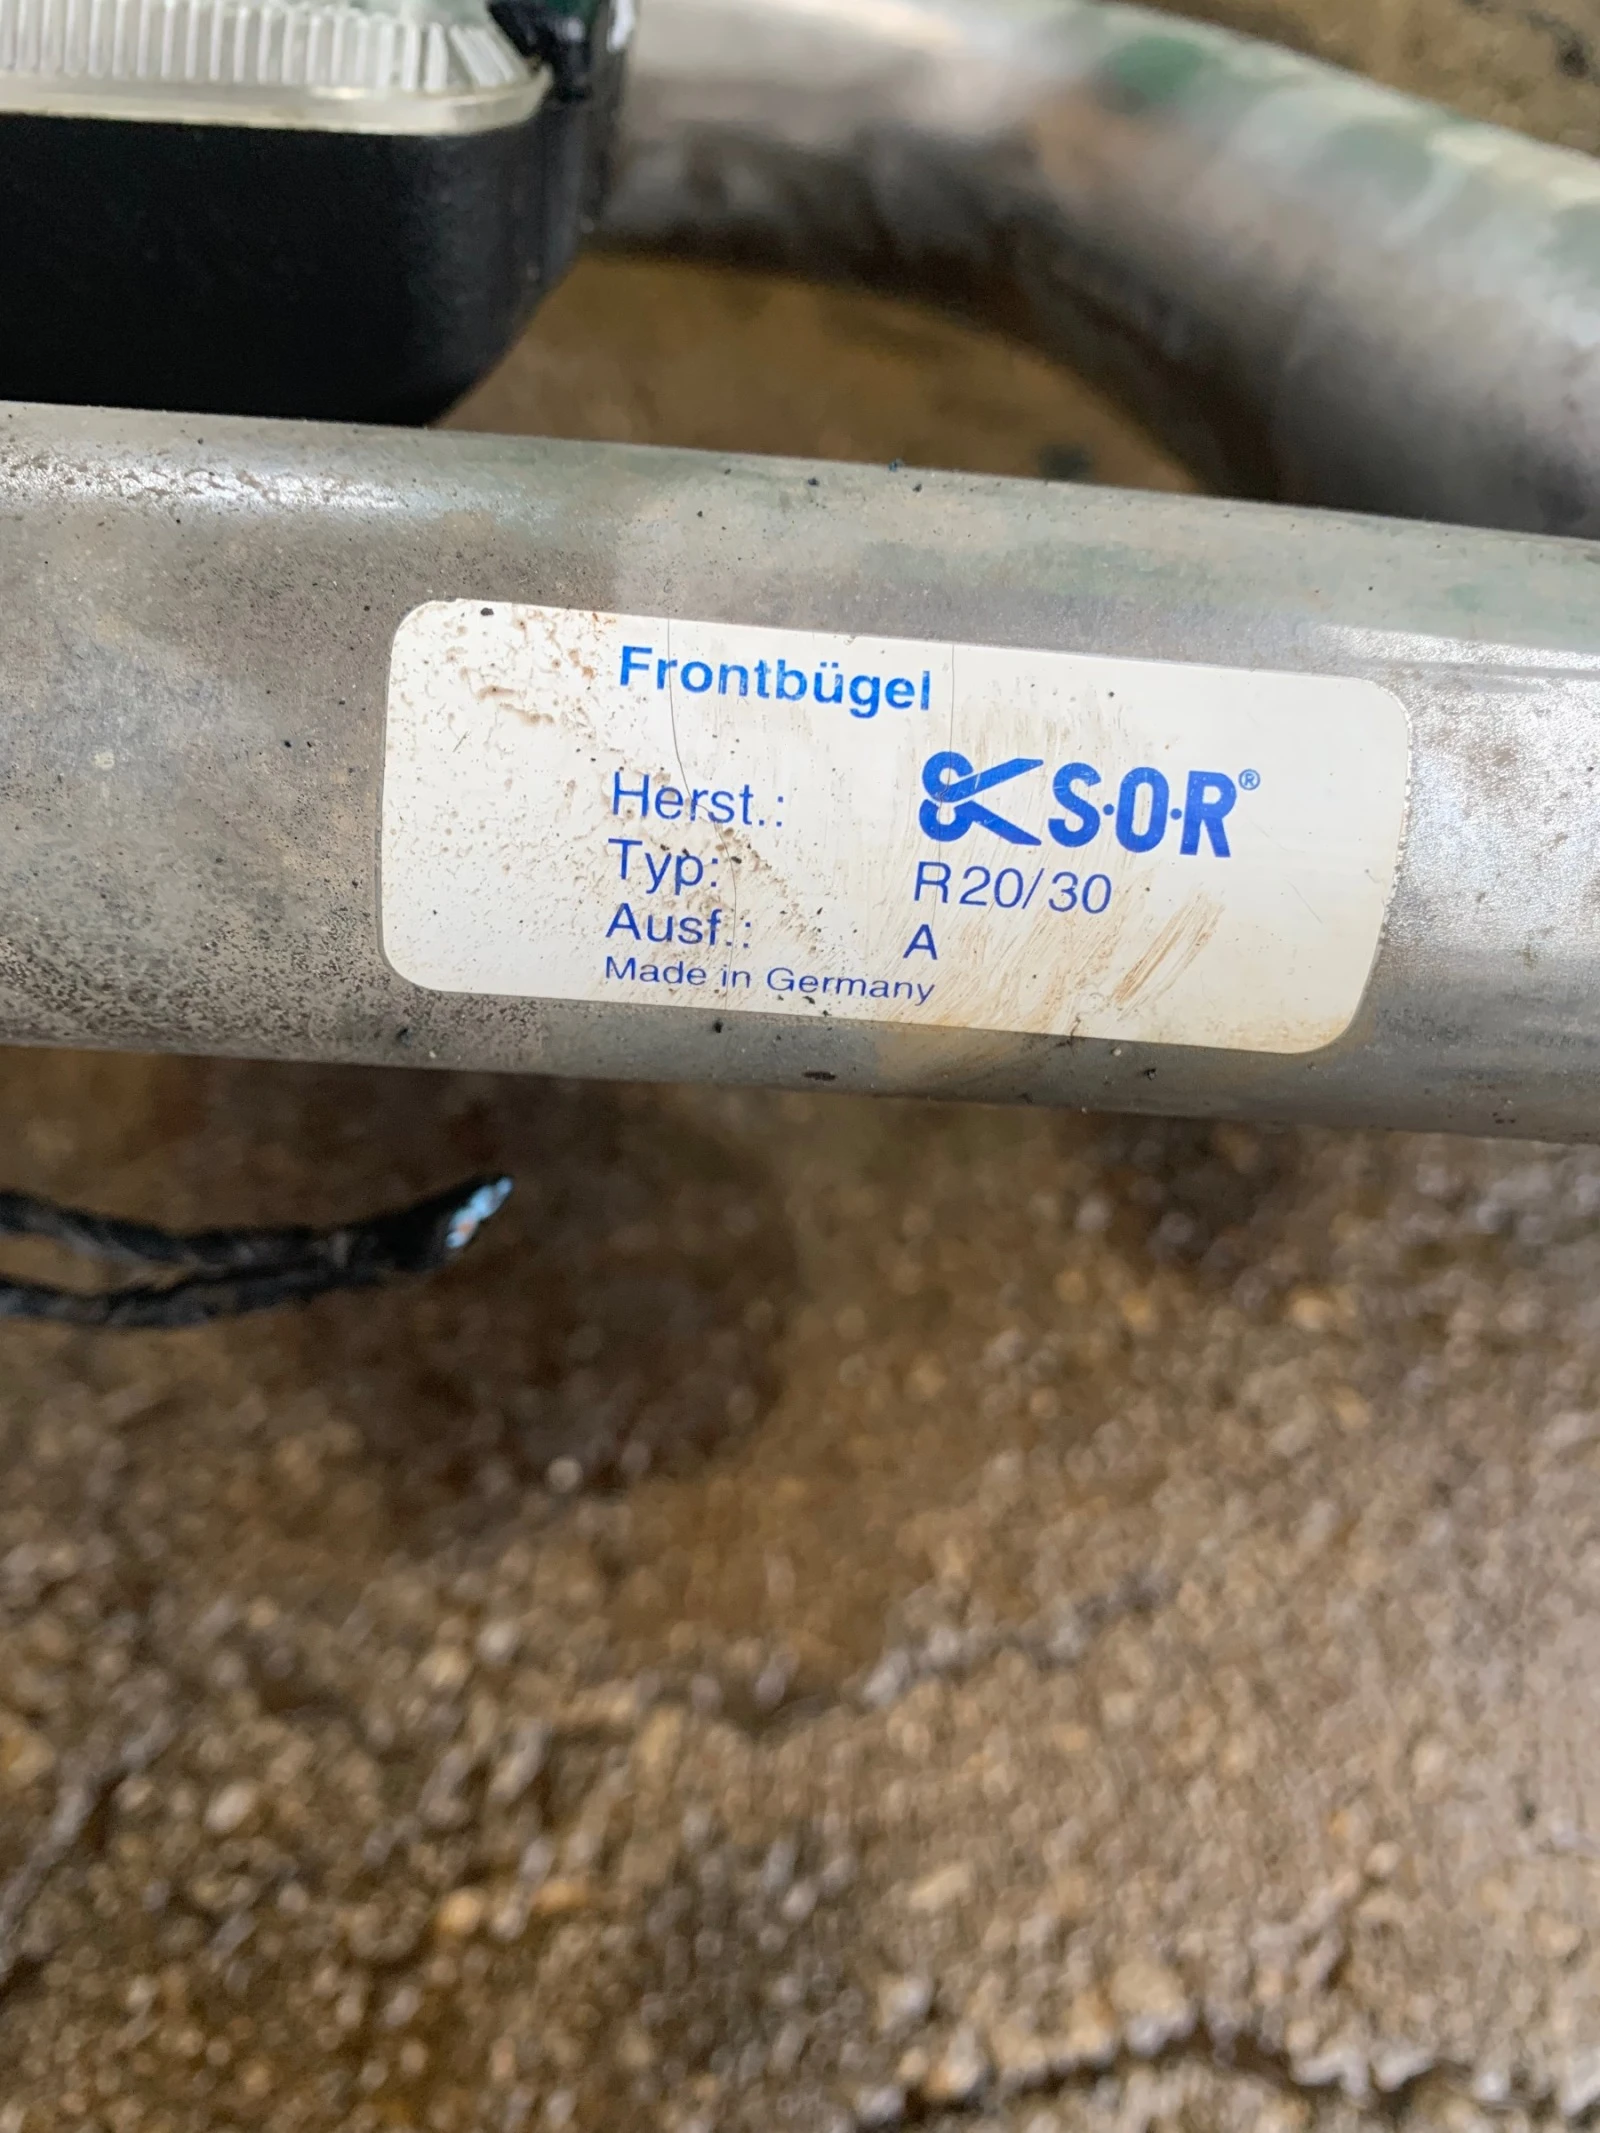 Frontbügel
Herst.: S·O·R®
Typ: R20/30
Ausf.: A
Made in Germany